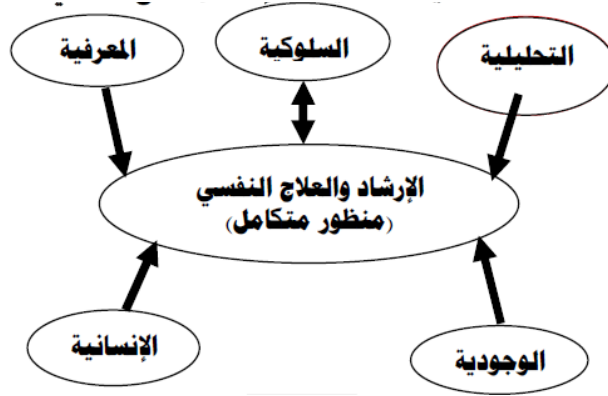 التحليلية
السلوكية
المعرفية
الإرشاد والعلاج النفسي
(منظور متكامل)
الوجودية
الإنسانية